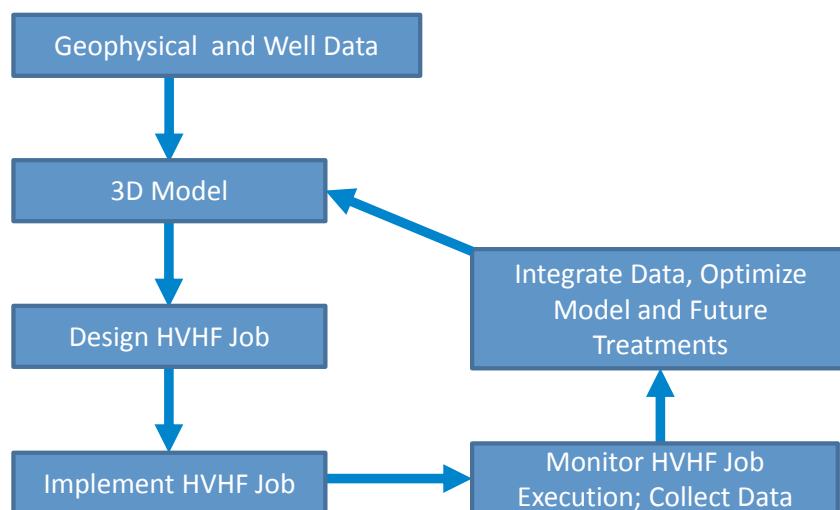 Geophysical and Well Data
3D Model
Design HVHF Job
Implement HVHF Job
Integrate Data, Optimize
Model and Future
Treatments
Monitor HVHF Job
Execution; Collect Data